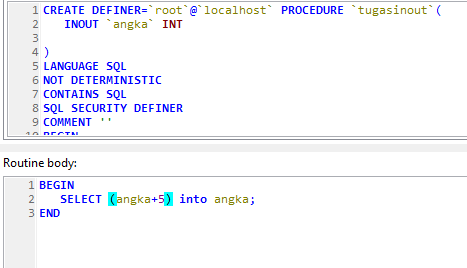 1 CREATE DEFINER=`root`@`localhost` PROCEDURE `tugasinout`(
2 INOUT `angka` INT
3
4 )
5 LANGUAGE SQL
6 NOT DETERMINISTIC
7 CONTAINS SQL
8 SQL SECURITY DEFINER
9 COMMENT ''
10 BEGIN
Routine body:
1 BEGIN
2 SELECT (angka+5) into angka;
3 END